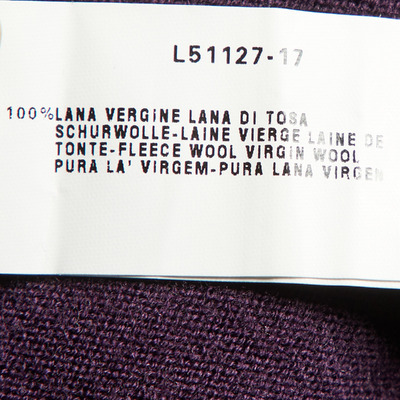 L51127-17
100%LANA VERGINE LANA DI TOSA
SCHURWOLLE-LAINE VIERGE LAINE DE
TONTE-FLEECE WOOL VIRGIN WOOL
PURA LA' VIRGEM-PURA LANA VIRGEN